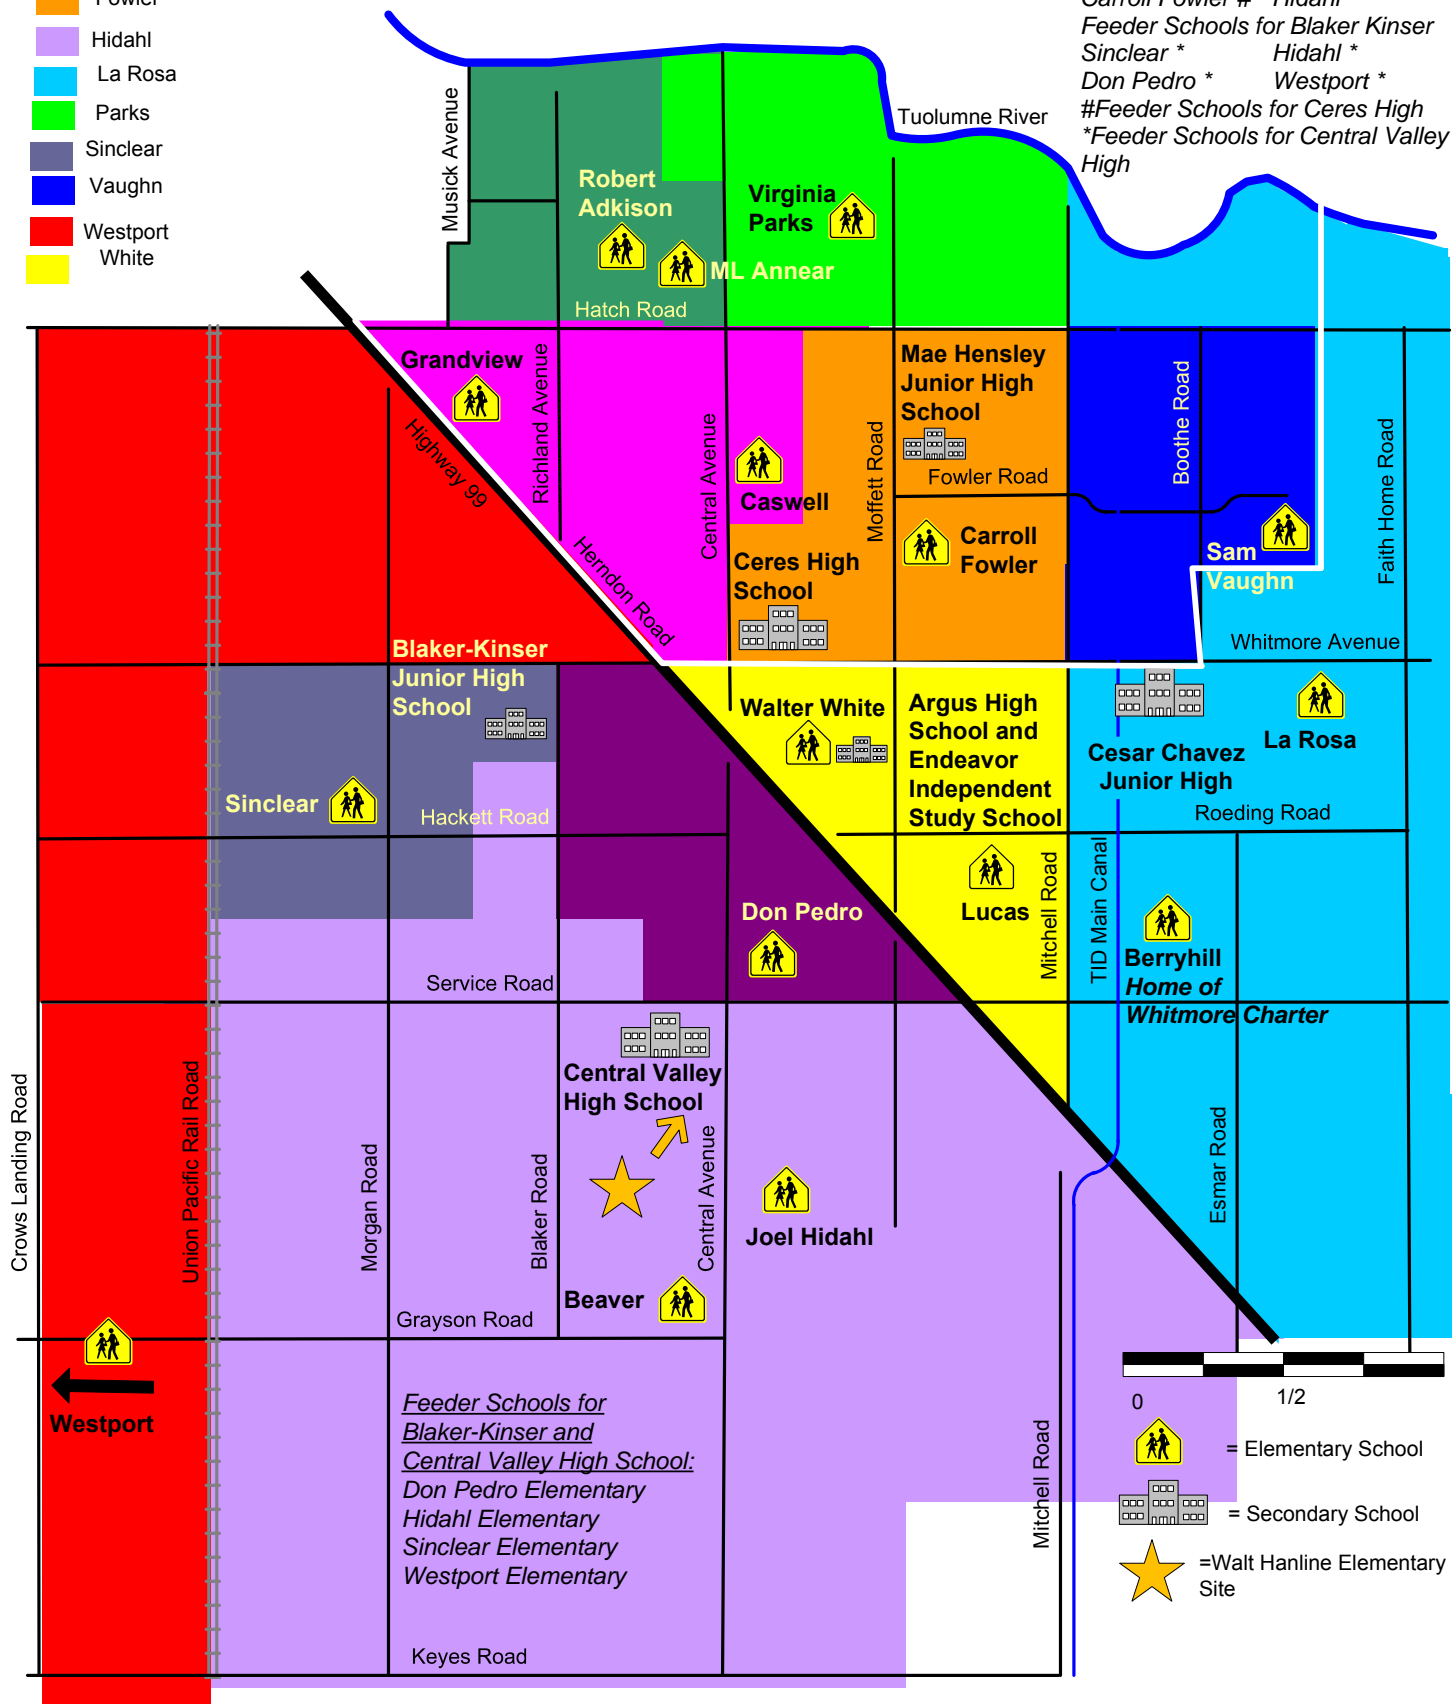 Fowler
Hidahl
La Rosa
Parks
Sinclear
Vaughn
Westport
White
Carroll Fowler # Hidahl
Feeder Schools for Blaker Kinser
Sinclear * Hidahl *
Don Pedro * Westport *
#Feeder Schools for Ceres High
*Feeder Schools for Central Valley
High
Tuolumne River
Musick Avenue
Robert
Adkison
Virginia
Parks
ML Annear
Hatch Road
Grandview
Richland Avenue
Highway 99
Herndon Road
Central Avenue
Caswell
Ceres High
School
Moffett Road
Mae Hensley
Junior High
School
Fowler Road
Carroll
Fowler
Boothe Road
Sam
Vaughn
Faith Home Road
Whitmore Avenue
Blaker-Kinser
Junior High
School
Walter White
Argus High
School and
Endeavor
Independent
Study School
Cesar Chavez
Junior High
La Rosa
Roeding Road
Sinclear
Hackett Road
Don Pedro
Lucas
Mitchell Road
TID Main Canal
Berryhill
Home of
Whitmore Charter
Service Road
Central Valley
High School
Crows Landing Road
Union Pacific Rail Road
Morgan Road
Blaker Road
Central Avenue
Joel Hidahl
Esmar Road
Beaver
Grayson Road
Westport
Feeder Schools for
Blaker-Kinser and
Central Valley High School:
Don Pedro Elementary
Hidahl Elementary
Sinclear Elementary
Westport Elementary
Mitchell Road
0 1/2
= Elementary School
= Secondary School
=Walt Hanline Elementary
Site
Keyes Road